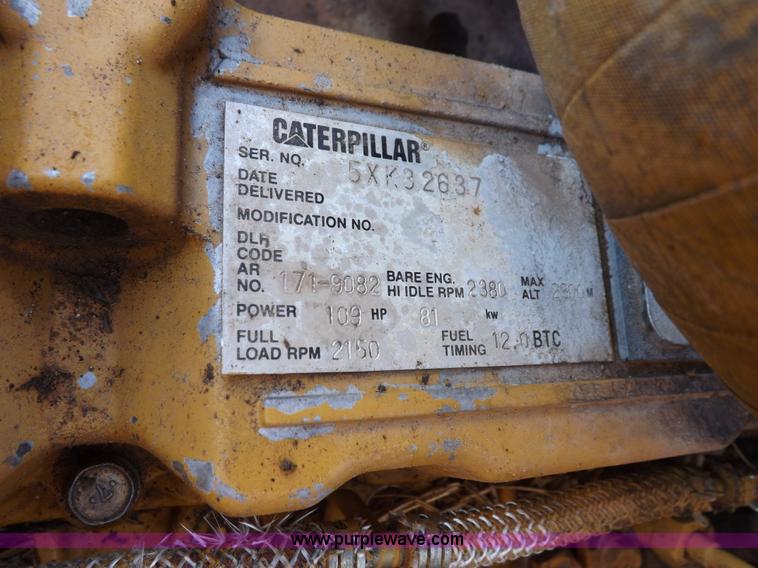 CATERPILLAR®
SER. NO. 5XK32637
DATE
DELIVERED
MODIFICATION NO.
DLR
CODE
AR
NO. 171-9082 BARE ENG. HI IDLE RPM 2380 MAX ALT M
POWER 109 HP 81 kw
FULL
LOAD RPM 2150 FUEL TIMING 12.0 BTC
www.purplewave.com